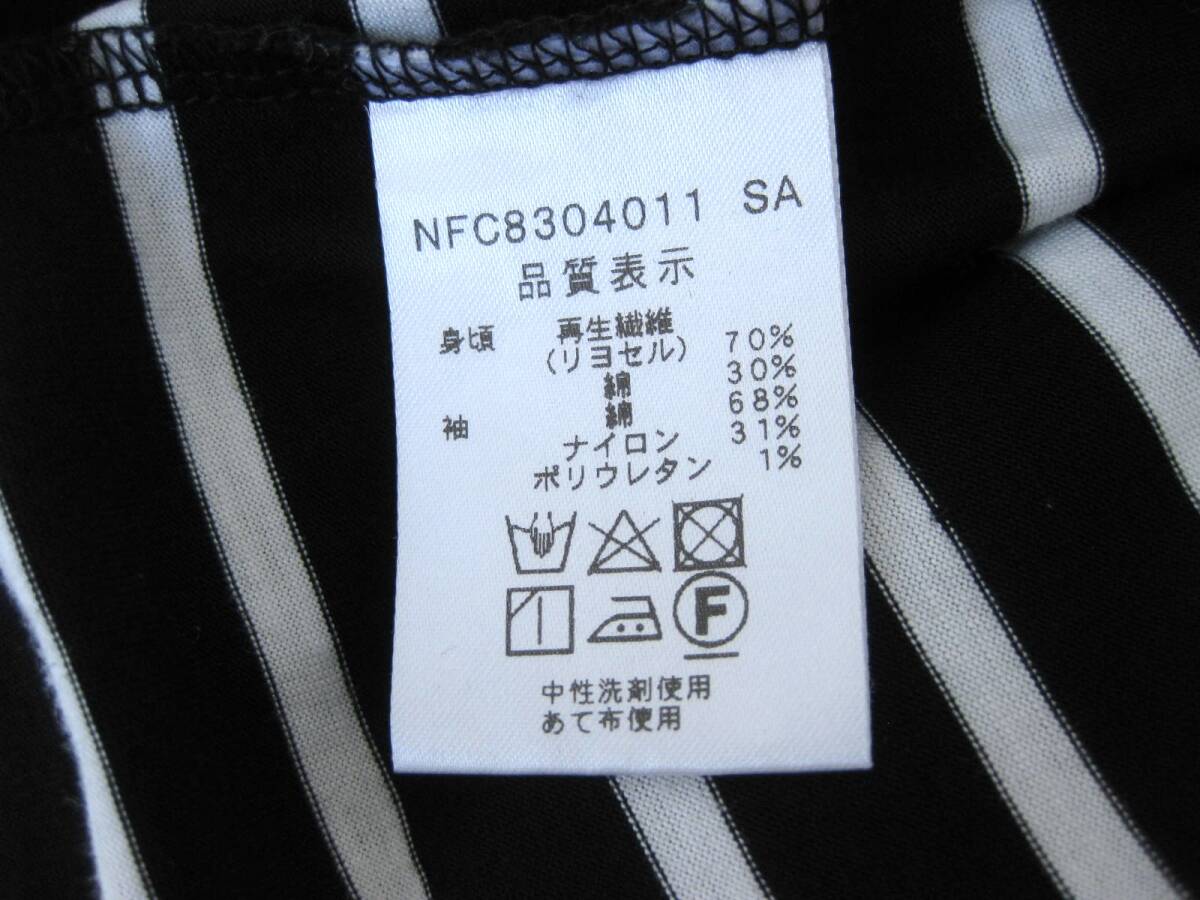 NFC8304011 SA
品質表示
身頃 再生繊維 70%
(リヨセル)
綿 30%
袖 綿 68%
ナイロン 31%
ポリウレタン 1%
F
中性洗剤使用
あて布使用